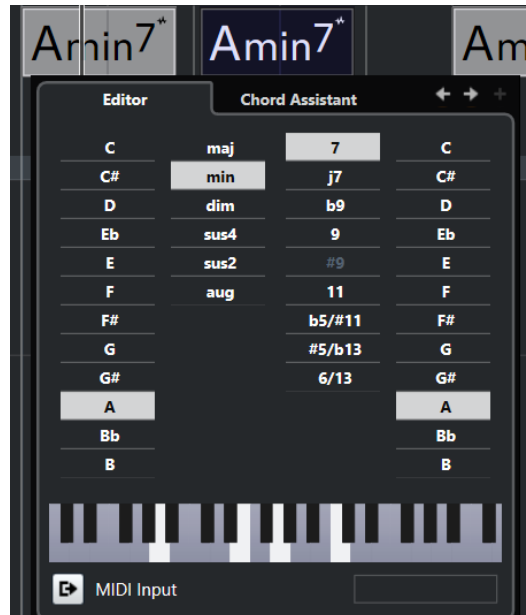 Amin7* Amin7* Am
Editor Chord Assistant
C maj 7 C
C# min j7 C#
D dim b9 D
Eb sus4 9 Eb
E sus2 #9 E
F aug 11 F
F# b5/#11 F#
G #5/b13 G
G# 6/13 G#
A A
Bb Bb
B B
MIDI Input